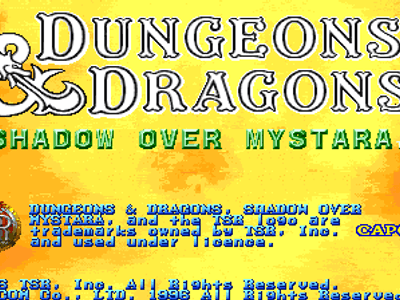 DUNGEONS
& DRAGONS
SHADOW OVER MYSTARA
DUNGEONS & DRAGONS, SHADOW OVER
MYSTARA, and the TSR logo are
trademarks owned by TSR, Inc.
and used under licence.
TSR, Inc. All Rights Reserved.
Co., LTD. 1996 All Rights Reserved.